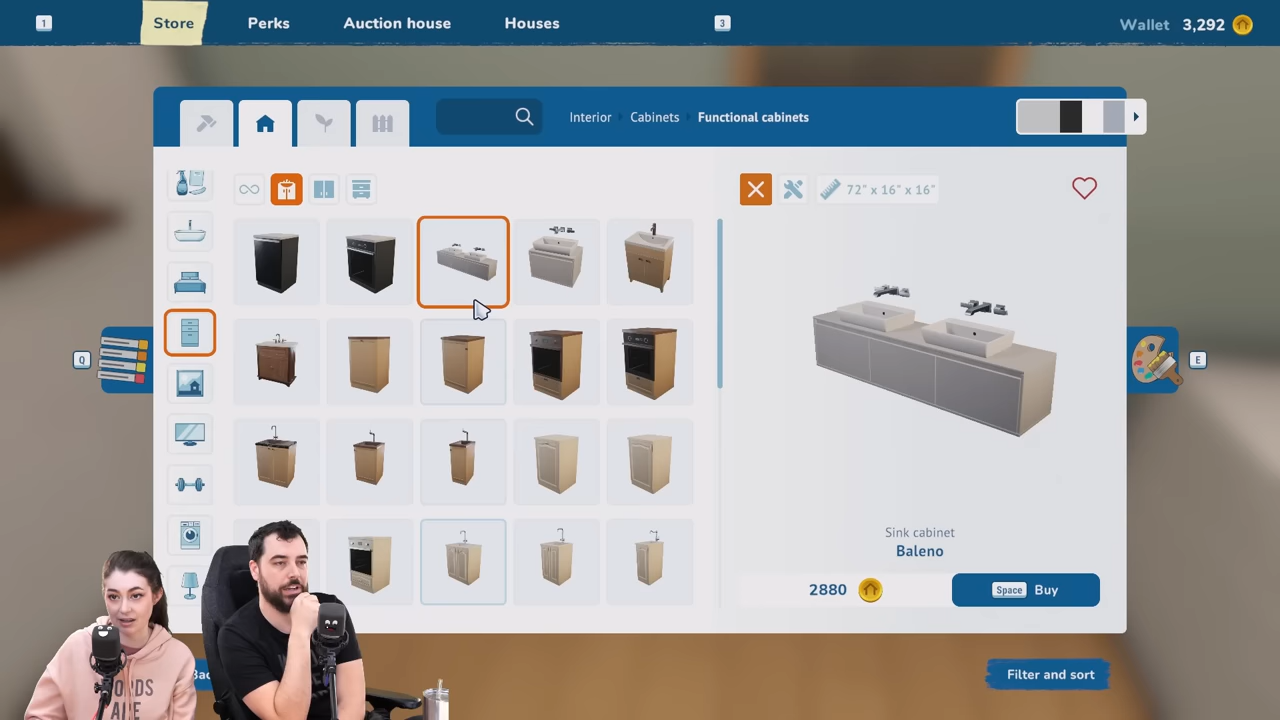 1
Store
Perks
Auction house
Houses
3
Wallet 3,292
Interior
Cabinets
Functional cabinets
72" x 16" x 16"
Q
E
Sink cabinet
Baleno
2880
Space Buy
Filter and sort
ARE